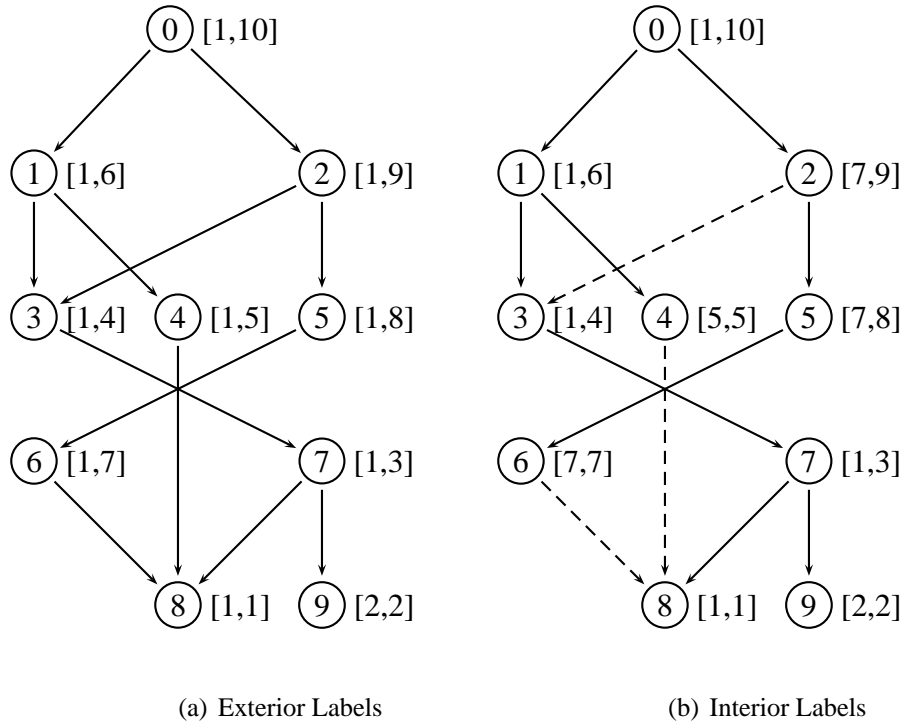 0 [1,10] 0 [1,10]
1 [1,6] 2 [1,9] 1 [1,6] 2 [7,9]
3 [1,4] 4 [1,5] 5 [1,8] 3 [1,4] 4 [5,5] 5 [7,8]
6 [1,7] 7 [1,3] 6 [7,7] 7 [1,3]
8 [1,1] 9 [2,2] 8 [1,1] 9 [2,2]
(a) Exterior Labels (b) Interior Labels